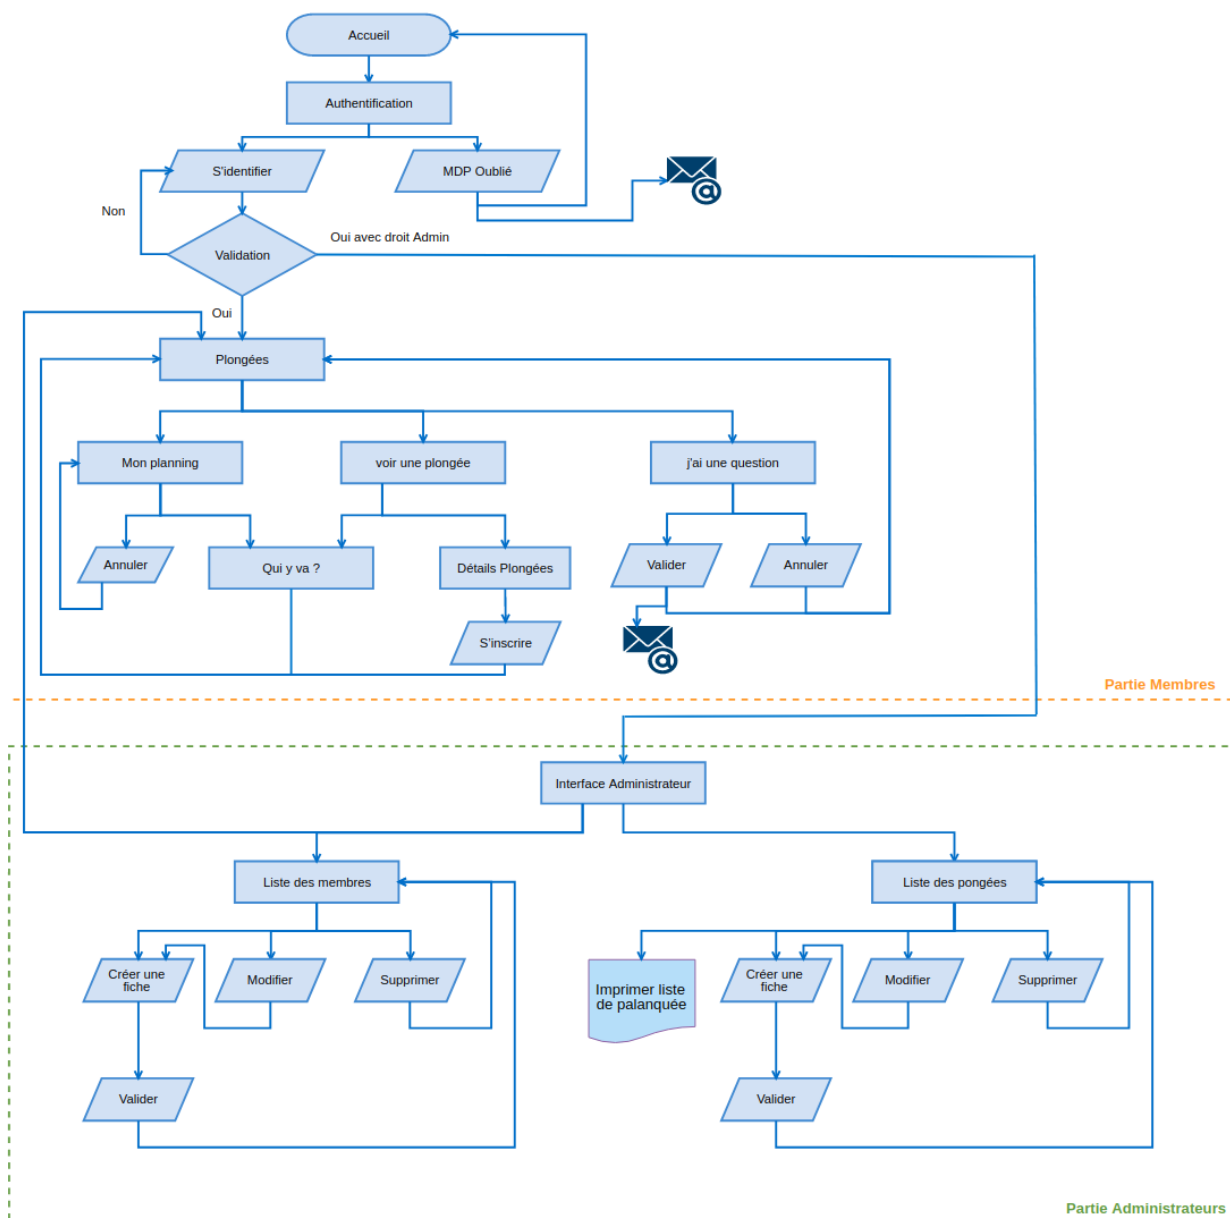 Accueil
Authentification
S'identifier
MDP Oublié
Non
Oui avec droit Admin
Validation
Oui
Plongées
Mon planning
voir une plongée
j'ai une question
Annuler
Qui y va ?
Détails Plongées
Valider
Annuler
S'inscrire
Partie Membres
Interface Administrateur
Liste des membres
Liste des pongées
Créer une
fiche
Modifier
Supprimer
Imprimer liste
de palanquée
Créer une
fiche
Modifier
Supprimer
Valider
Valider
Partie Administrateurs